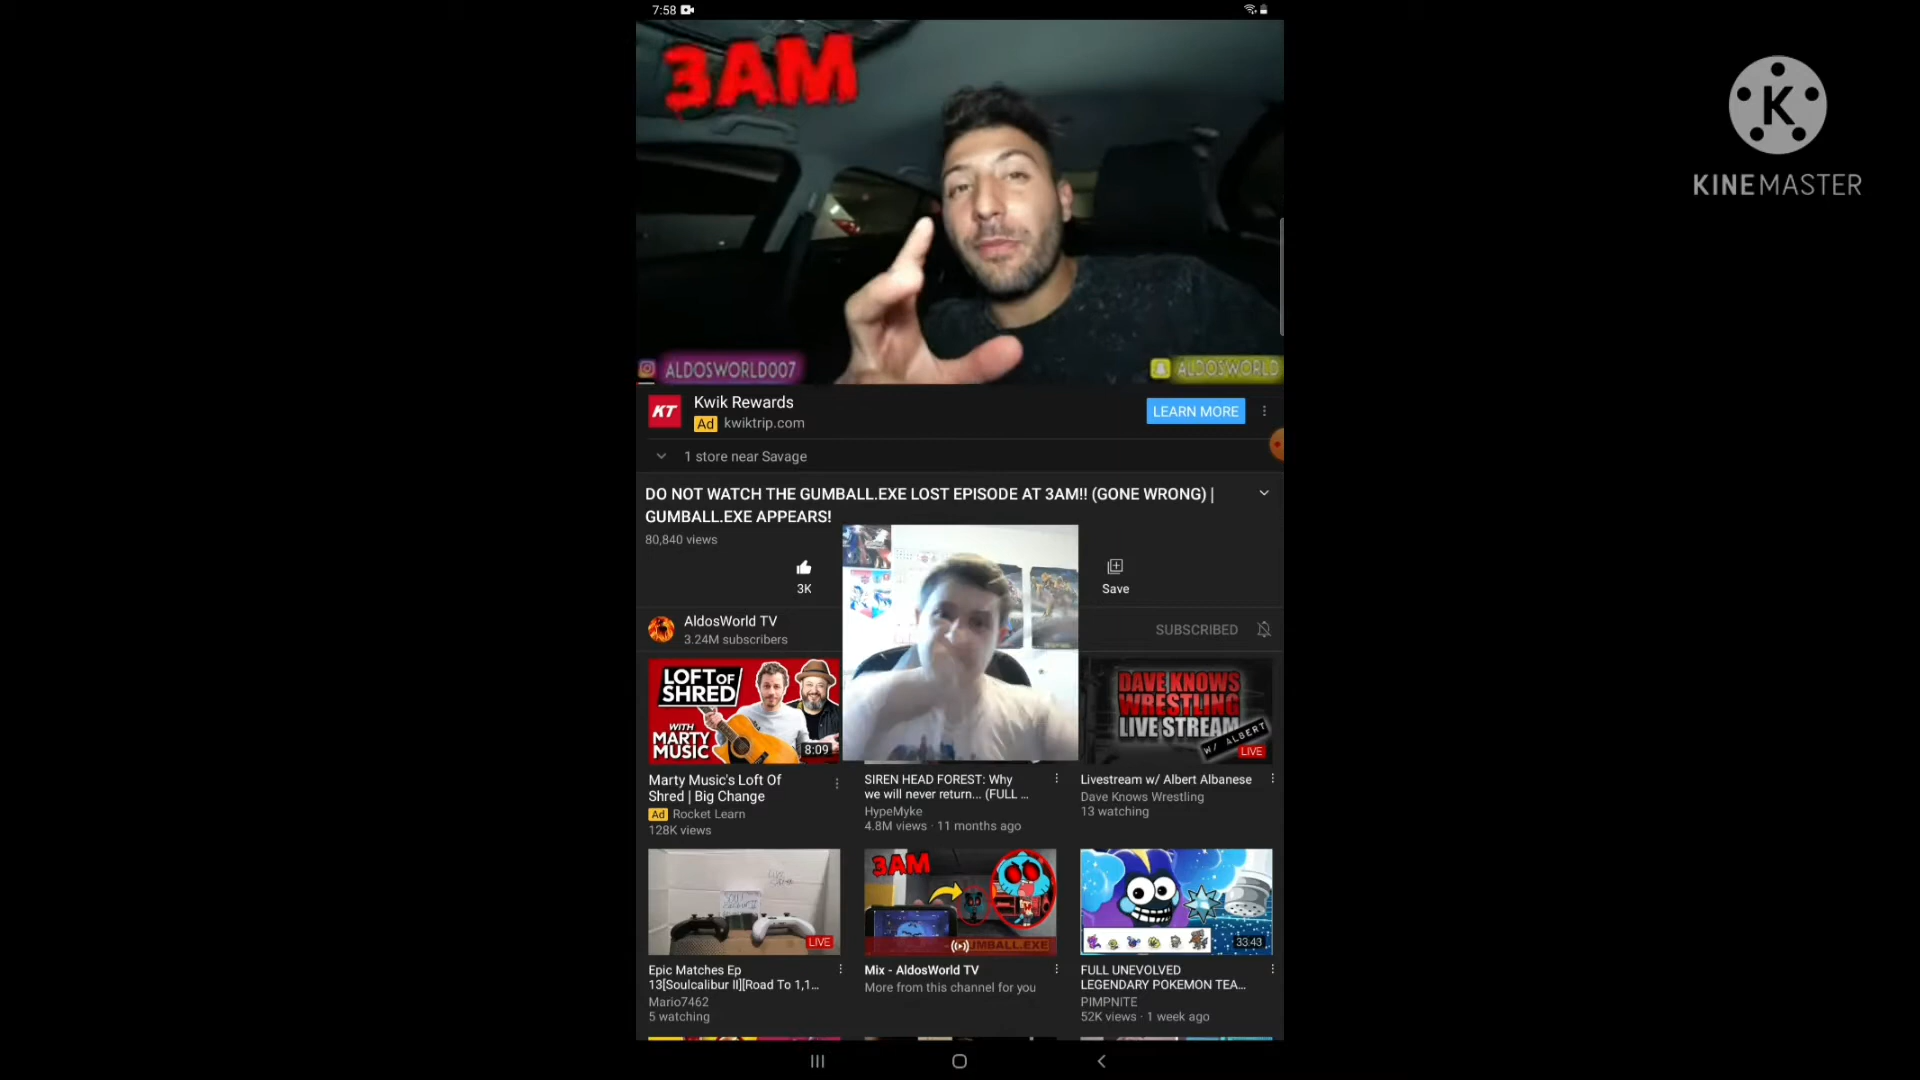 7:58
3AM
ALDOSWORLD007
ALDOSWORLD
KINEMASTER
KT
Kwik Rewards
Ad kwiktrip.com
LEARN MORE
1 store near Savage
DO NOT WATCH THE GUMBALL.EXE LOST EPISODE AT 3AM!! (GONE WRONG) |
GUMBALL.EXE APPEARS!
80,840 views
3K
Save
AldosWorld TV
3.24M subscribers
SUBSCRIBED
LOFT OF
SHRED
WITH
MARTY
MUSIC
8:09
DAVE KNOWS
WRESTLING
LIVE STREAM
W/ ALBERT
LIVE
Marty Music's Loft Of
Shred | Big Change
Ad Rocket Learn
128K views
SIREN HEAD FOREST: Why
we will never return... (FULL ...
HypeMyke
4.8M views · 11 months ago
Livestream w/ Albert Albanese
Dave Knows Wrestling
13 watching
LIVE
3AM
GUMBALL.EXE
33:43
Epic Matches Ep
13[Soulcalibur II][Road To 1,1...
Mario7462
5 watching
Mix - AldosWorld TV
More from this channel for you
FULL UNEVOLVED
LEGENDARY POKEMON TEA...
PIMPNITE
52K views · 1 week ago